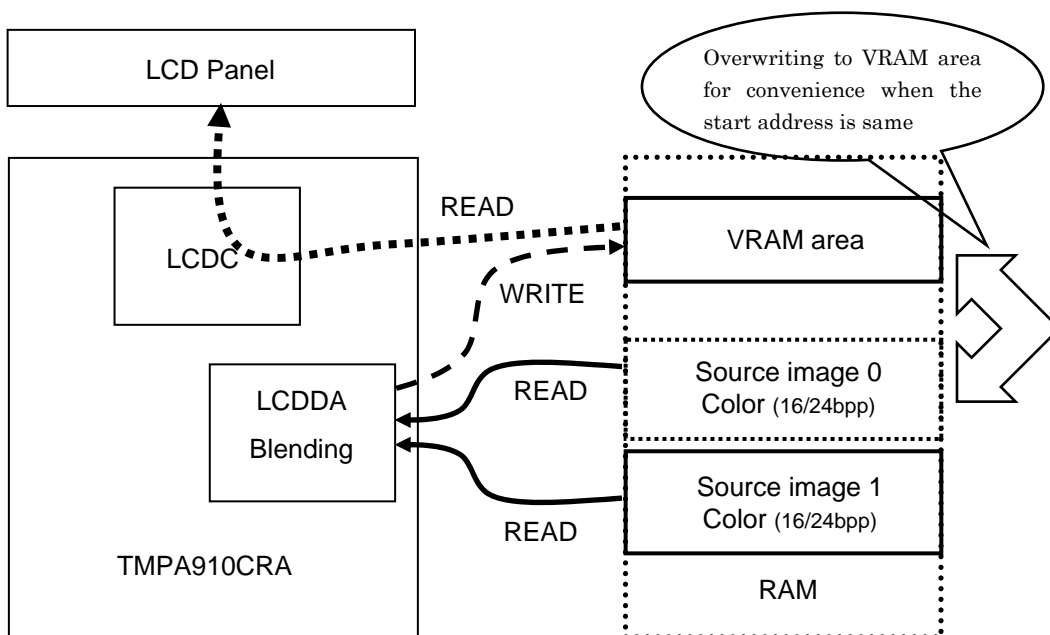 LCD Panel
Overwriting to VRAM area
for convenience when the
start address is same
READ
LCDC
VRAM area
WRITE
READ
Source image 0
Color (16/24bpp)
LCDDA
Blending
Source image 1
Color (16/24bpp)
READ
TMPA910CRA
RAM